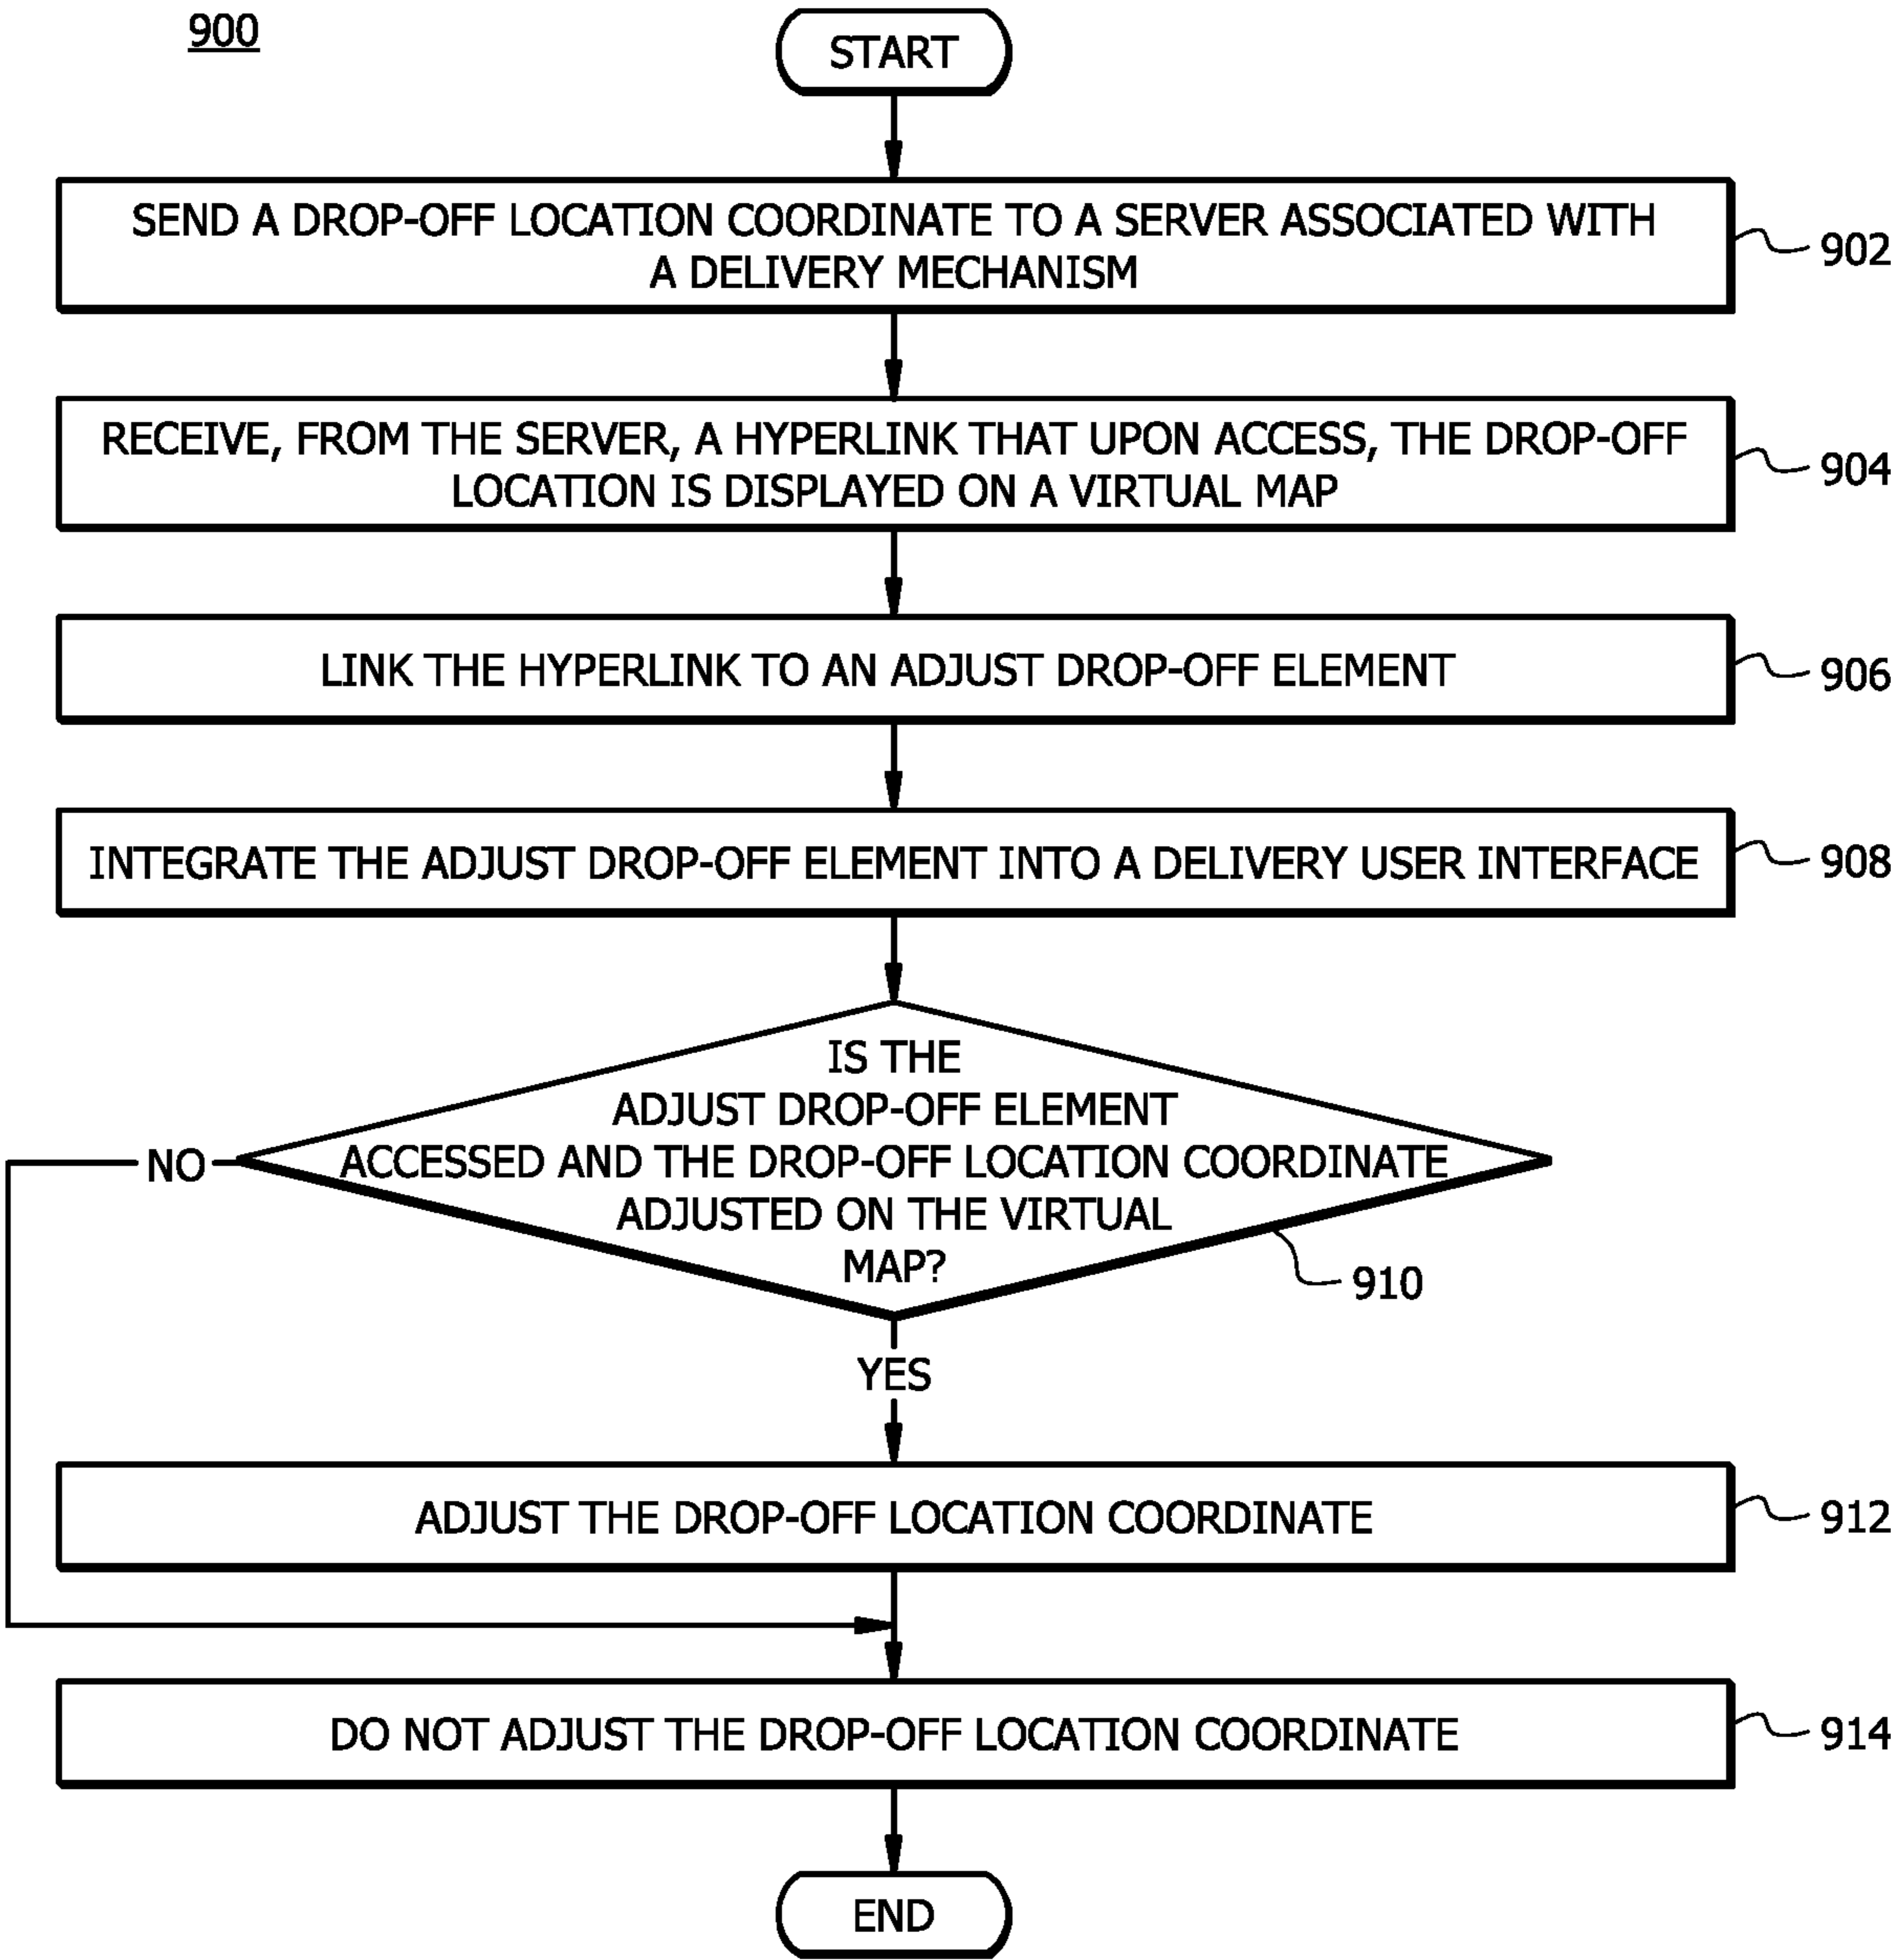 900
START
SEND A DROP-OFF LOCATION COORDINATE TO A SERVER ASSOCIATED WITH
A DELIVERY MECHANISM
902
RECEIVE, FROM THE SERVER, A HYPERLINK THAT UPON ACCESS, THE DROP-OFF
LOCATION IS DISPLAYED ON A VIRTUAL MAP
904
LINK THE HYPERLINK TO AN ADJUST DROP-OFF ELEMENT
906
INTEGRATE THE ADJUST DROP-OFF ELEMENT INTO A DELIVERY USER INTERFACE
908
IS THE
ADJUST DROP-OFF ELEMENT
ACCESSED AND THE DROP-OFF LOCATION COORDINATE
ADJUSTED ON THE VIRTUAL
MAP?
910
NO
YES
ADJUST THE DROP-OFF LOCATION COORDINATE
912
DO NOT ADJUST THE DROP-OFF LOCATION COORDINATE
914
END